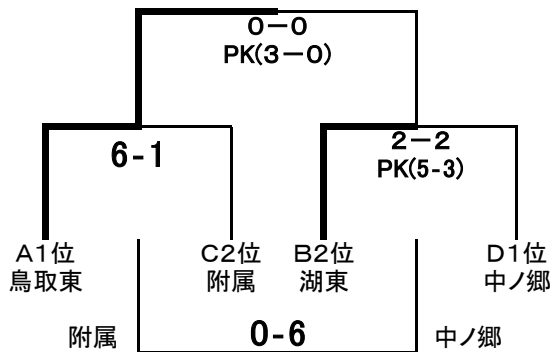 ０－０
PK(３－０)
6-1
２－２
PK(5-3)
A１位
鳥取東
C２位
附属
B２位
湖東
D１位
中ノ郷
附属
0-6
中ノ郷